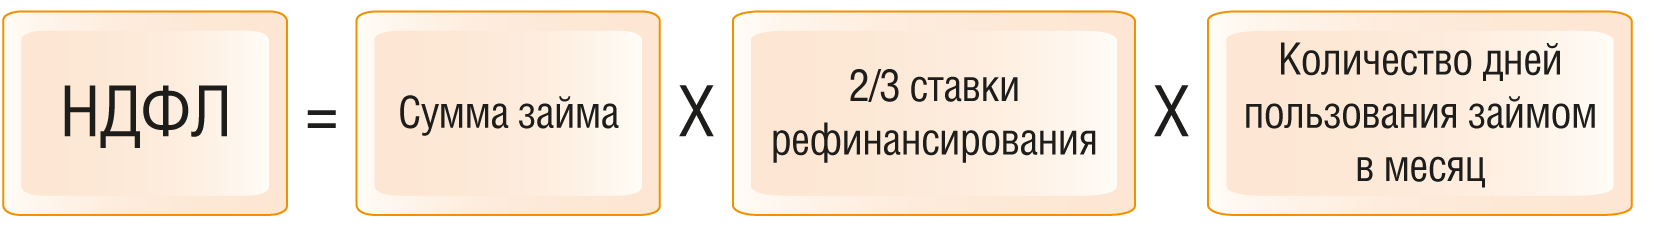 НДФЛ
=
Сумма займа
X
2/3 ставки
рефинансирования
X
Количество дней
пользования займом
в месяц